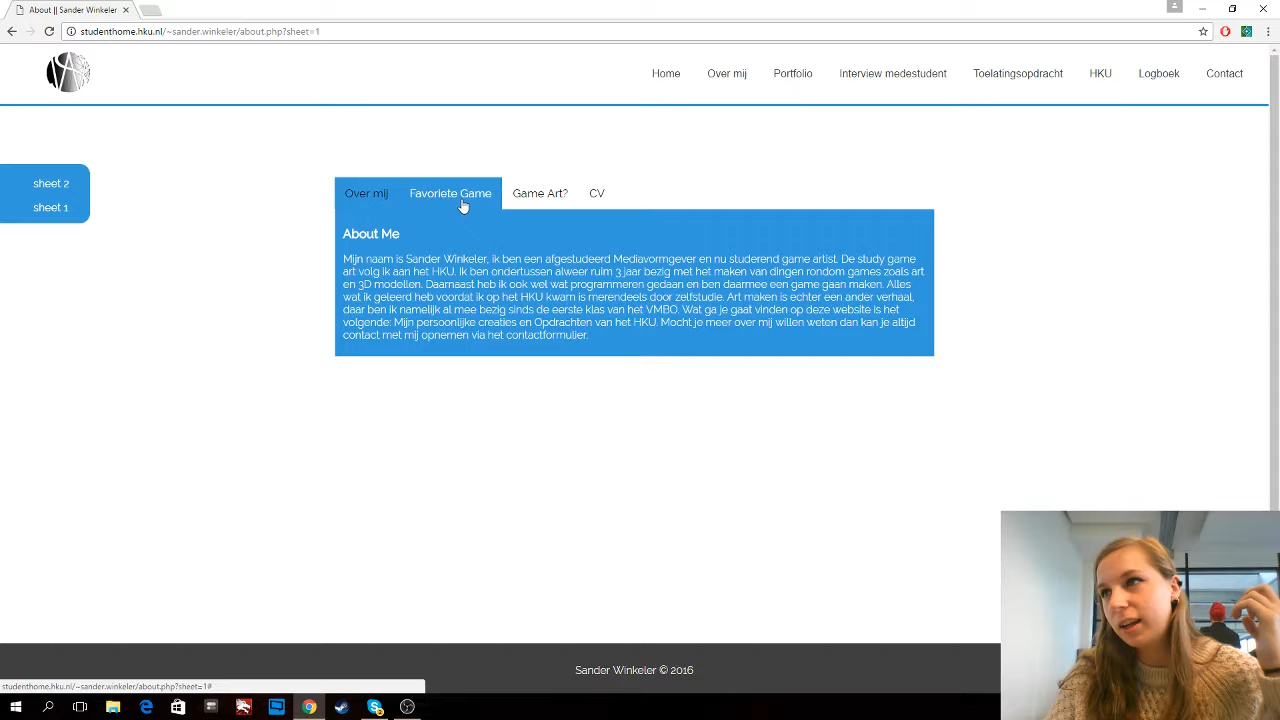 About || Sander Winkeler
studenthome.hku.nl/~sander.winkeler/about.php?sheet=1
Home Over mij Portfolio Interview medestudent Toelatingsopdracht HKU Logboek Contact
sheet 2
sheet 1
Over mij Favoriete Game Game Art? CV
About Me
Mijn naam is Sander Winkeler, ik ben een afgestudeerd Mediavormgever en nu studerend game artist. De study game
art volg ik aan het HKU. Ik ben ondertussen alweer ruim 3 jaar bezig met het maken van dingen rondom games zoals art
en 3D modellen. Daarnaast heb ik ook wel wat programmeren gedaan en ben daarmee een game gaan maken. Alles
wat ik geleerd heb voordat ik op het HKU kwam is merendeels door zelfstudie. Art maken is echter een ander verhaal,
daar ben ik namelijk al mee bezig sinds de eerste klas van het VMBO. Wat ga je gaat vinden op deze website is het
volgende: Mijn persoonlijke creaties en Opdrachten van het HKU. Mocht je meer over mij willen weten dan kan je altijd
contact met mij opnemen via het contactformulier.
Sander Winkeler © 2016
studenthome.hku.nl/~sander.winkeler/about.php?sheet=1#